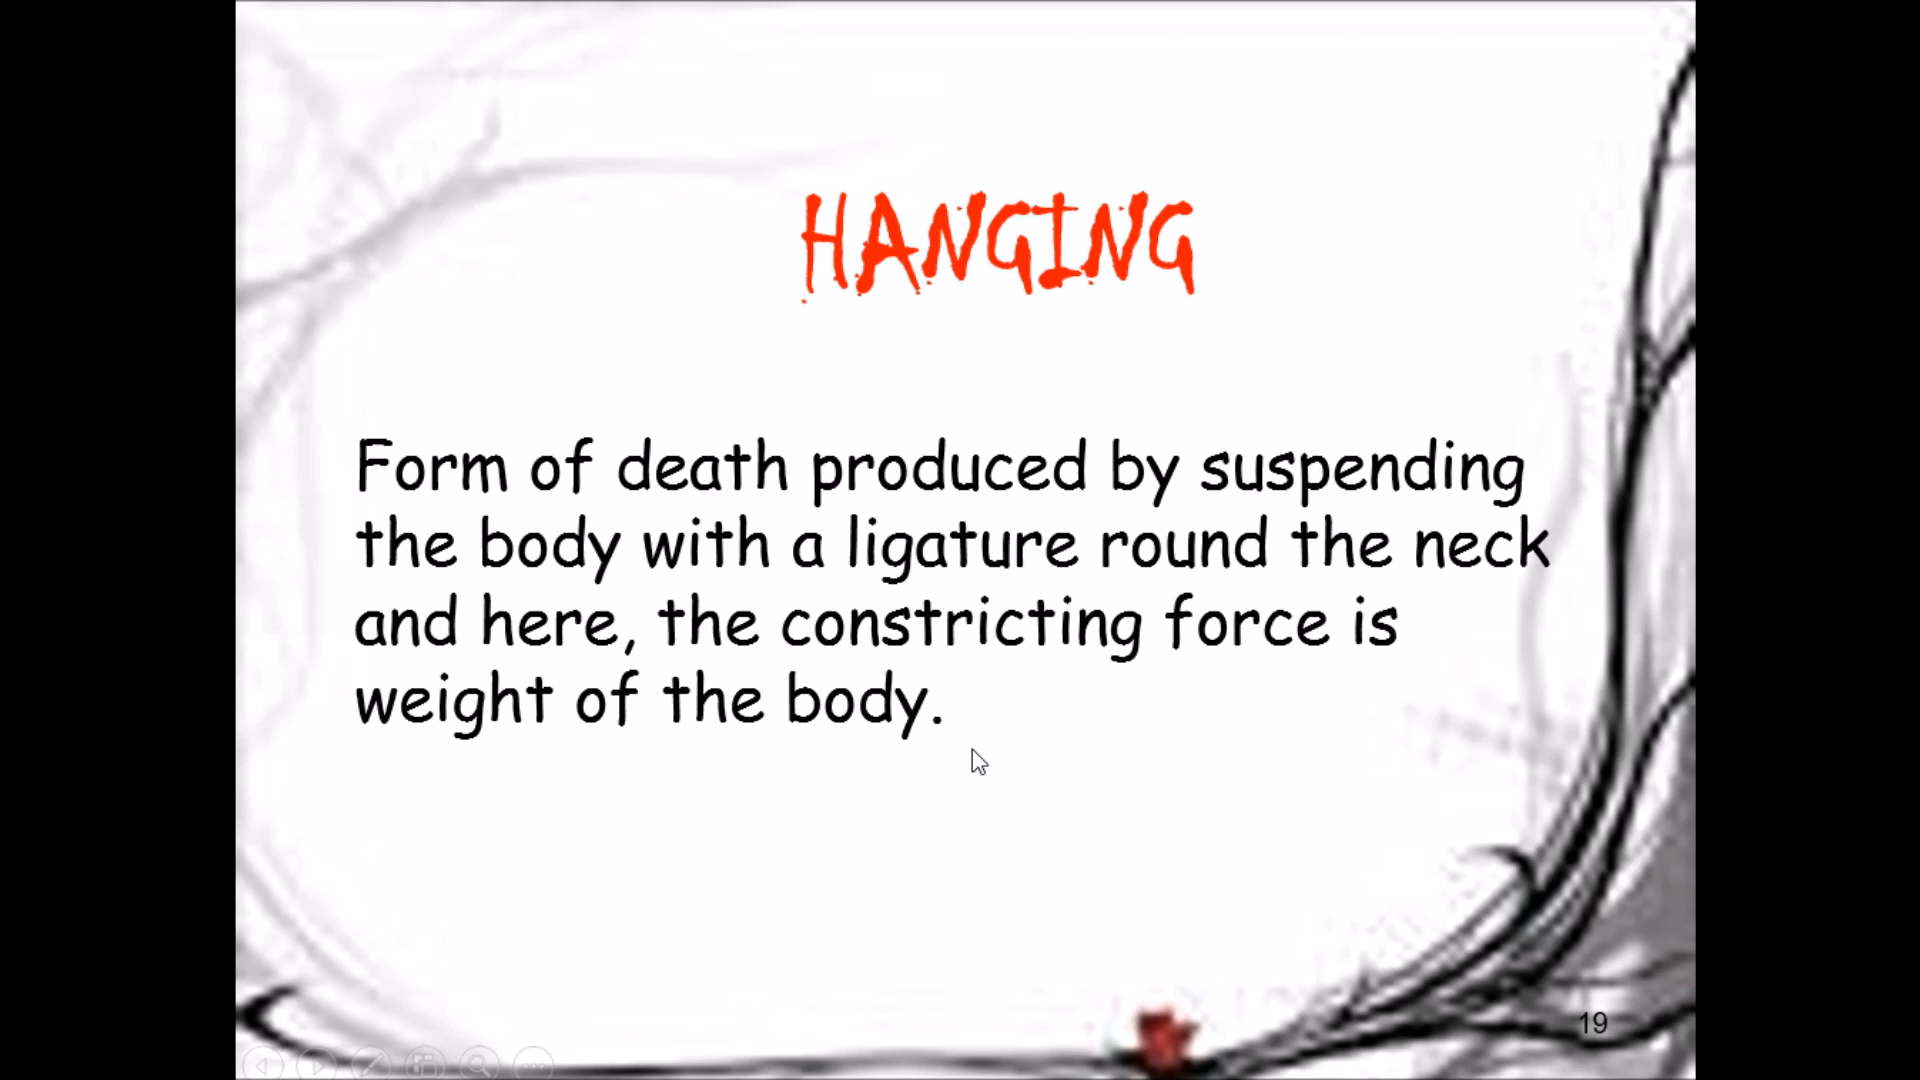 HANGING
Form of death produced by suspending
the body with a ligature round the neck
and here, the constricting force is
weight of the body.
19